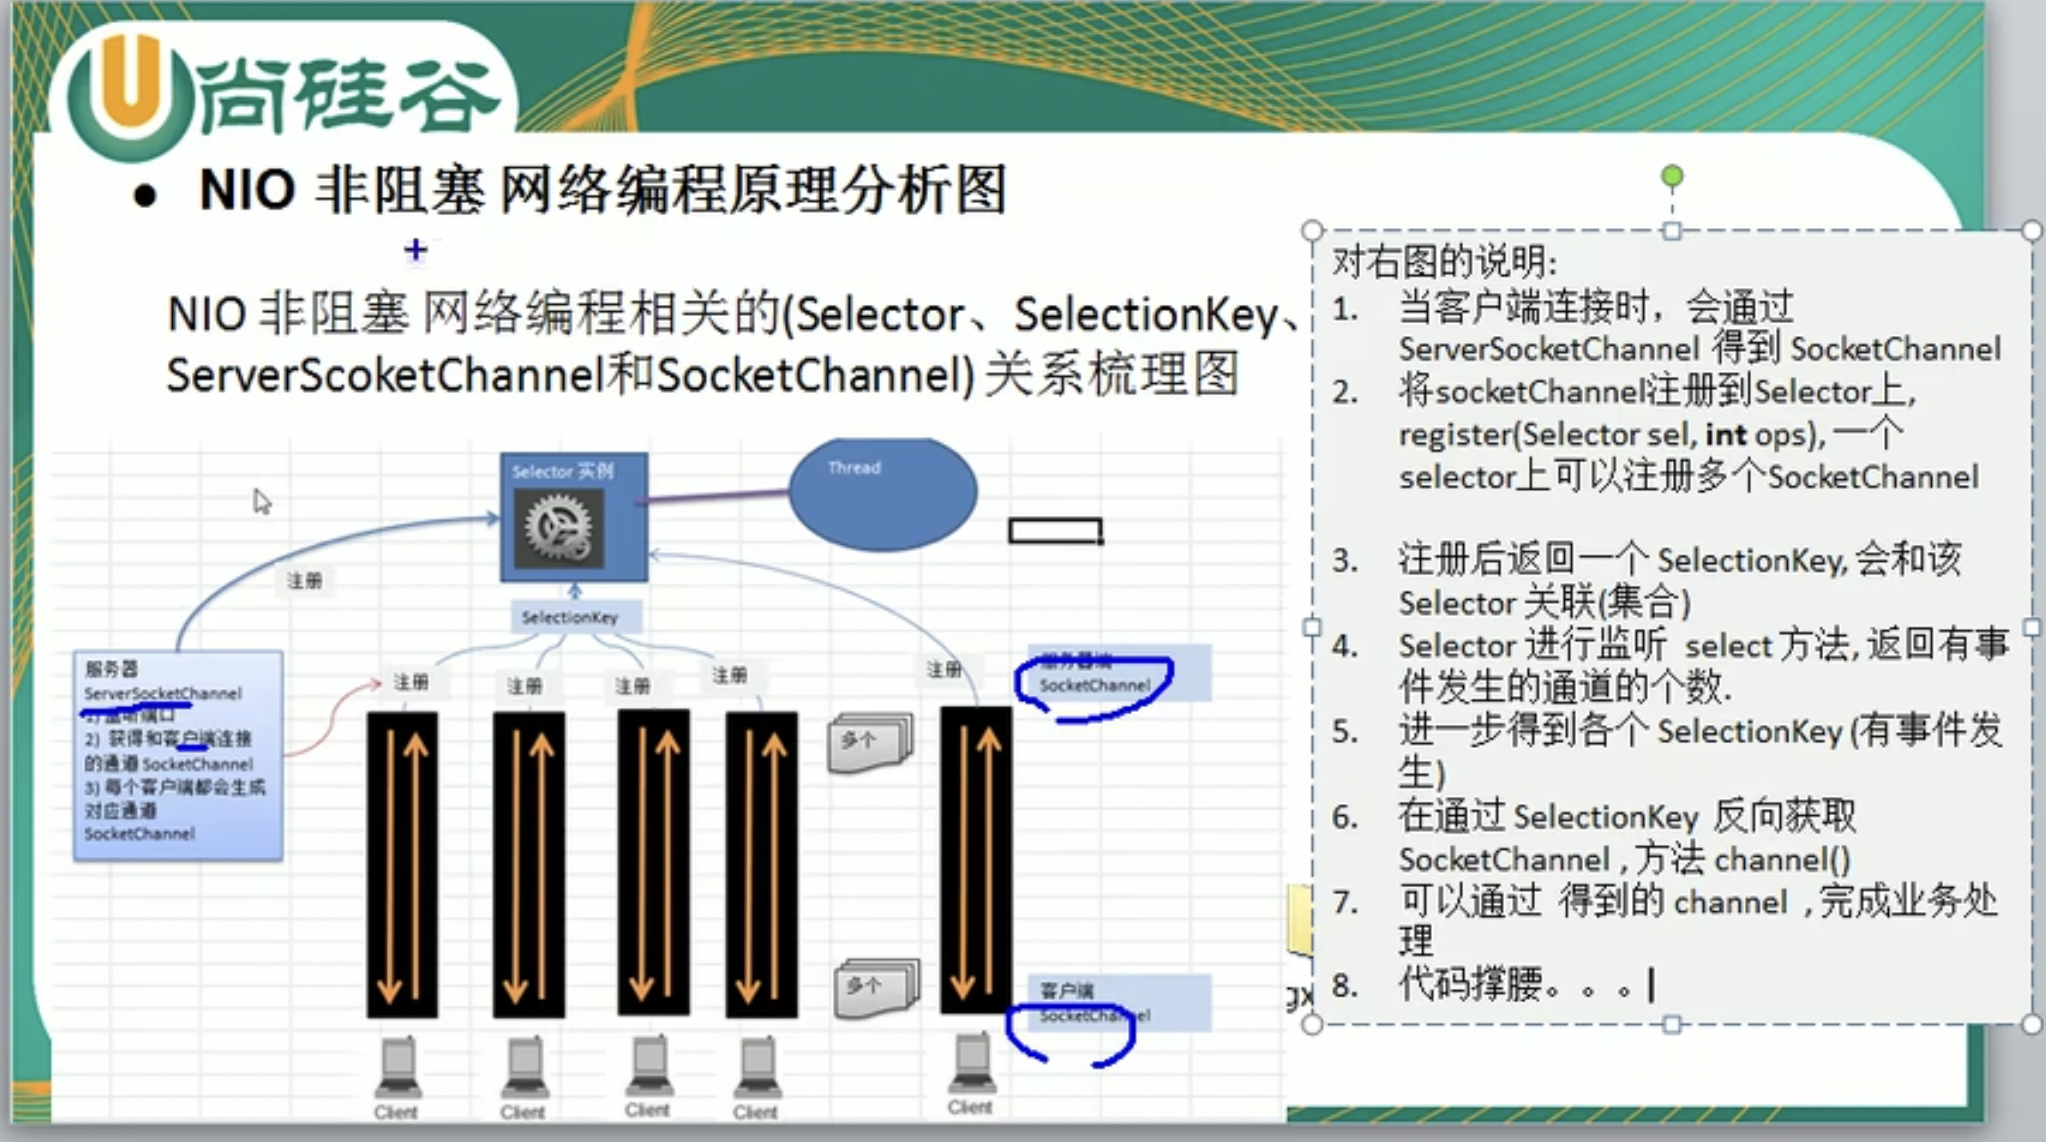 尚硅谷
● NIO 非阻塞 网络编程原理分析图
NIO 非阻塞 网络编程相关的(Selector、SelectionKey、
ServerScoketChannel和SocketChannel) 关系梳理图
Selector 实例
Thread
注册
SelectionKey
服务器
ServerSocketChannel
1) 监听端口
2) 获得和客户端连接
的通道 SocketChannel
3) 每个客户端都会生成
对应通道
SocketChannel
注册
注册
注册
注册
注册
服务器端
SocketChannel
多个
多个
客户端
SocketChannel
Client
Client
Client
Client
Client
对右图的说明:
1. 当客户端连接时，会通过
ServerSocketChannel 得到 SocketChannel
2. 将socketChannel注册到Selector上,
register(Selector sel, int ops), 一个
selector上可以注册多个SocketChannel
3. 注册后返回一个 SelectionKey, 会和该
Selector 关联(集合)
4. Selector 进行监听 select 方法, 返回有事
件发生的通道的个数.
5. 进一步得到各个 SelectionKey (有事件发
生)
6. 在通过 SelectionKey 反向获取
SocketChannel , 方法 channel()
7. 可以通过 得到的 channel , 完成业务处
理
8. 代码撑腰。。。